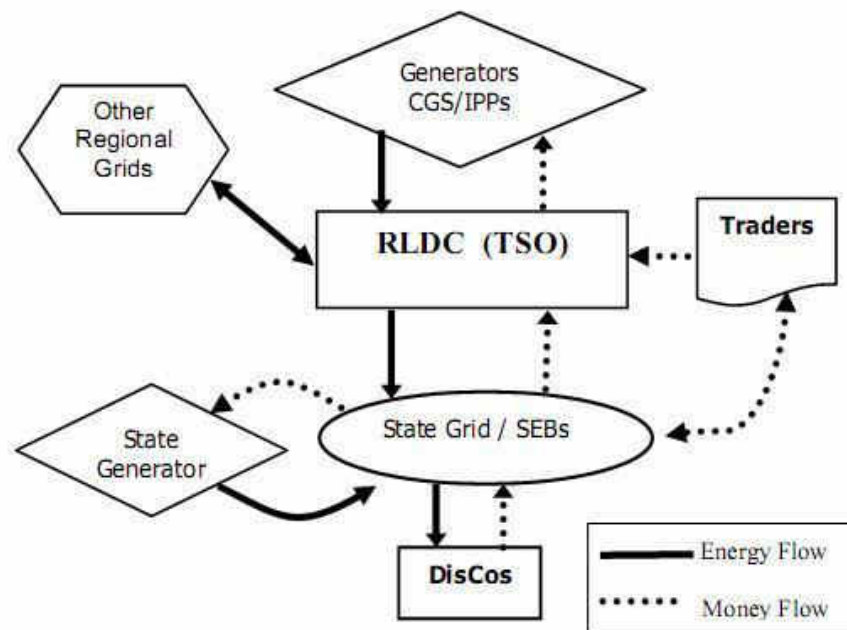 Generators
CGS/IPPs
Other
Regional
Grids
RLDC (TSO)
Traders
State Grid / SEBs
State
Generator
DisCos
Energy Flow
Money Flow